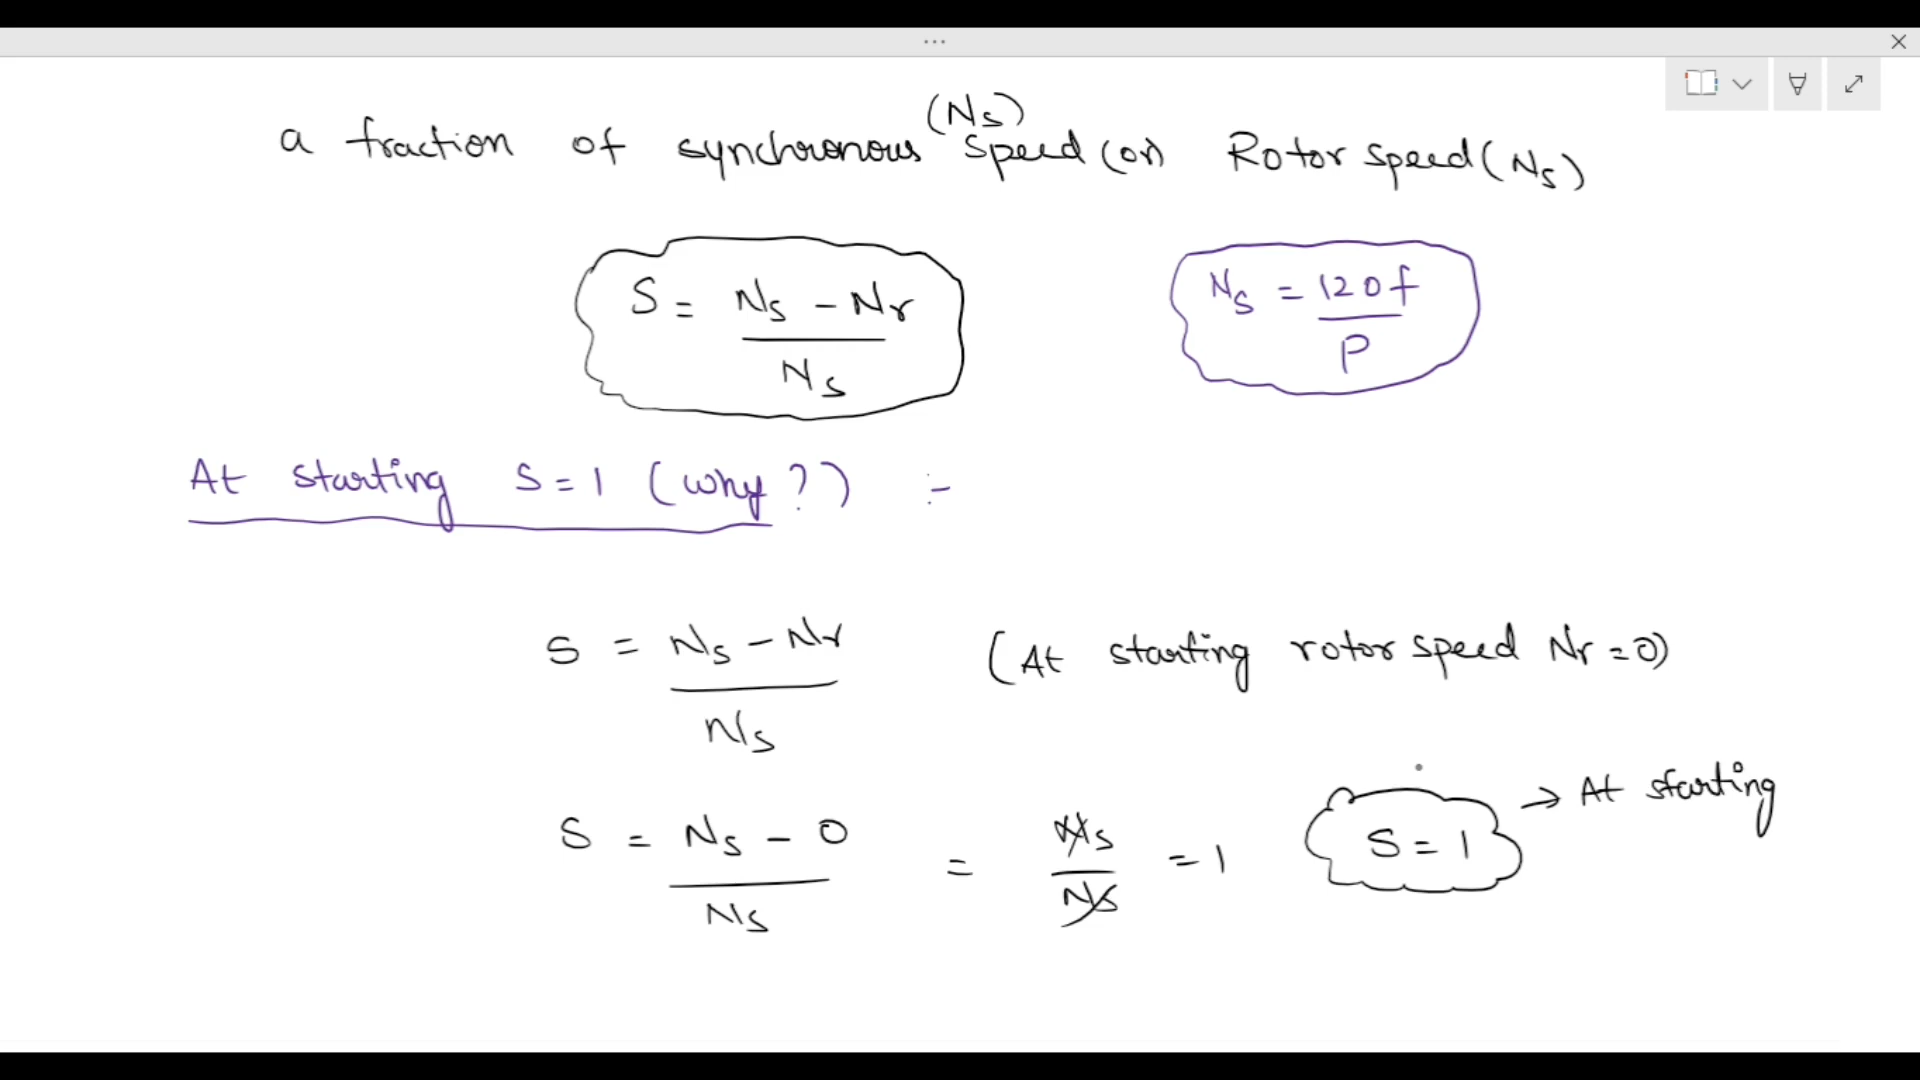 (Ns)
a fraction of synchronous speed (or) Rotor speed (Ns)
S = Ns - Nr / Ns
Ns = 120f / P
At starting S = 1 (why?) :-
S = Ns - Nr / Ns (At starting rotor speed Nr = 0)
S = Ns - 0 / Ns = Ns / Ns = 1 S = 1 → At starting